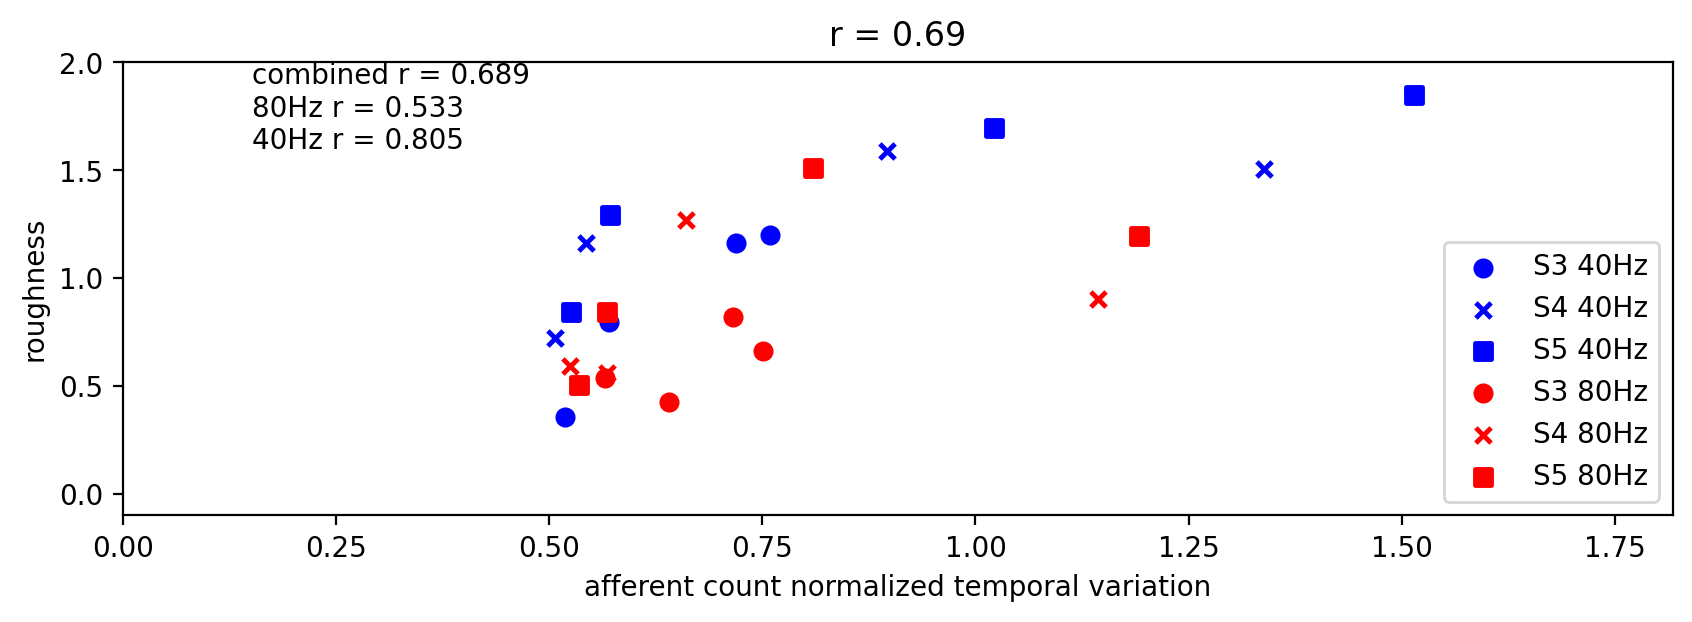 r = 0.69
combined r = 0.689
80Hz r = 0.533
40Hz r = 0.805
2.0
1.5
1.0
0.5
0.0
roughness
S3 40Hz
S4 40Hz
S5 40Hz
S3 80Hz
S4 80Hz
S5 80Hz
0.00 0.25 0.50 0.75 1.00 1.25 1.50 1.75
afferent count normalized temporal variation